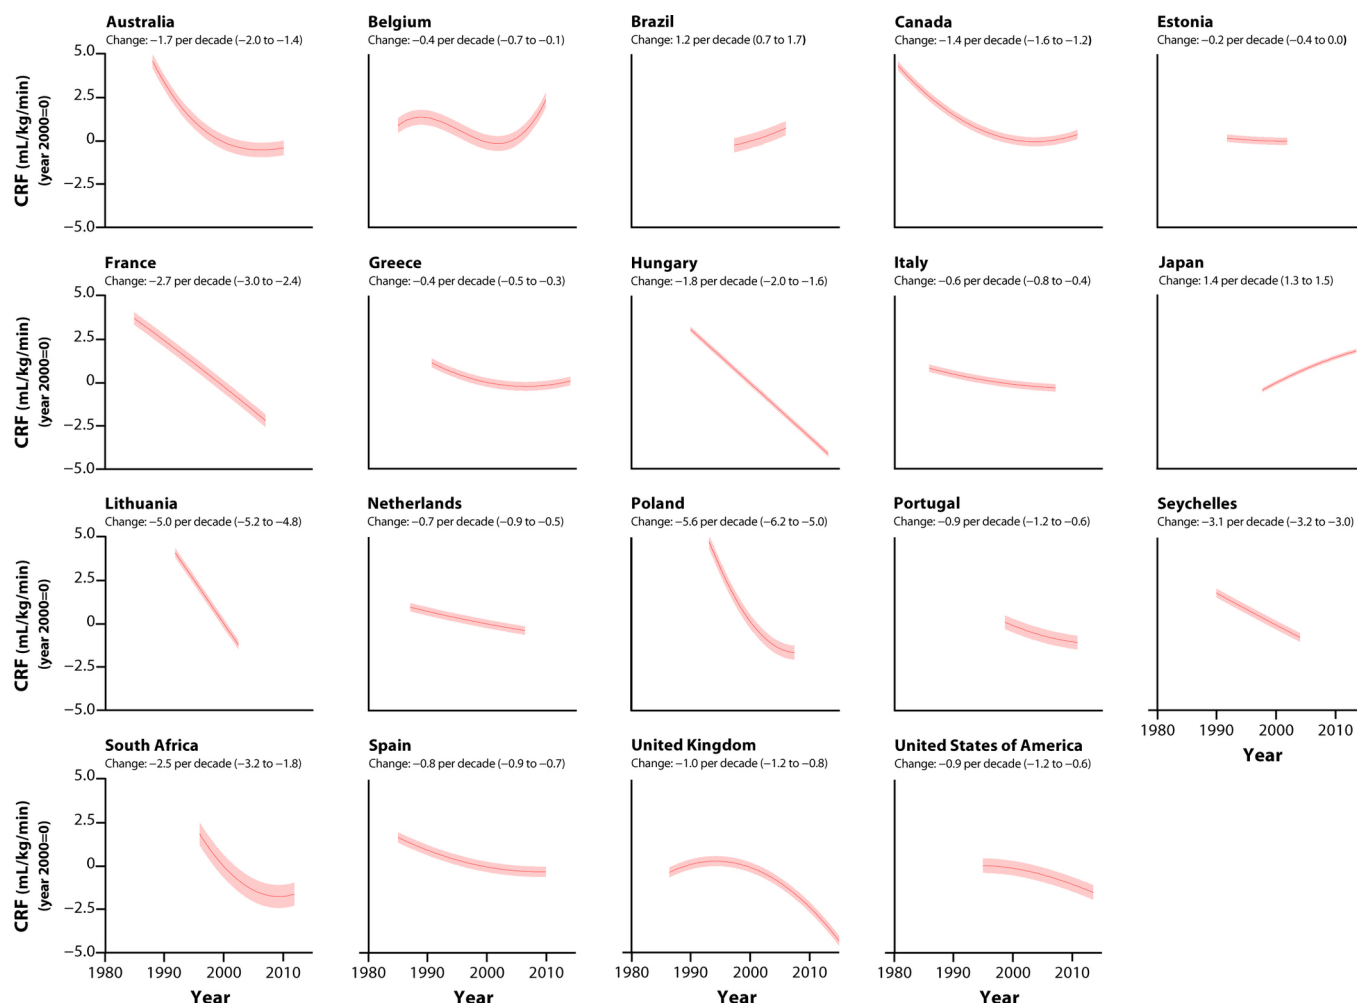 Australia
Change: −1.7 per decade (−2.0 to −1.4)
Belgium
Change: −0.4 per decade (−0.7 to −0.1)
Brazil
Change: 1.2 per decade (0.7 to 1.7)
Canada
Change: −1.4 per decade (−1.6 to −1.2)
Estonia
Change: −0.2 per decade (−0.4 to 0.0)
CRF (mL/kg/min)
(year 2000=0)
5.0
2.5
0
−2.5
−5.0
France
Change: −2.7 per decade (−3.0 to −2.4)
Greece
Change: −0.4 per decade (−0.5 to −0.3)
Hungary
Change: −1.8 per decade (−2.0 to −1.6)
Italy
Change: −0.6 per decade (−0.8 to −0.4)
Japan
Change: 1.4 per decade (1.3 to 1.5)
CRF (mL/kg/min)
(year 2000=0)
5.0
2.5
0
−2.5
−5.0
Lithuania
Change: −5.0 per decade (−5.2 to −4.8)
Netherlands
Change: −0.7 per decade (−0.9 to −0.5)
Poland
Change: −5.6 per decade (−6.2 to −5.0)
Portugal
Change: −0.9 per decade (−1.2 to −0.6)
Seychelles
Change: −3.1 per decade (−3.2 to −3.0)
CRF (mL/kg/min)
(year 2000=0)
5.0
2.5
0
−2.5
−5.0
1980 1990 2000 2010
Year
South Africa
Change: −2.5 per decade (−3.2 to −1.8)
Spain
Change: −0.8 per decade (−0.9 to −0.7)
United Kingdom
Change: −1.0 per decade (−1.2 to −0.8)
United States of America
Change: −0.9 per decade (−1.2 to −0.6)
CRF (mL/kg/min)
(year 2000=0)
5.0
2.5
0
−2.5
−5.0
1980 1990 2000 2010
Year
1980 1990 2000 2010
Year
1980 1990 2000 2010
Year
1980 1990 2000 2010
Year